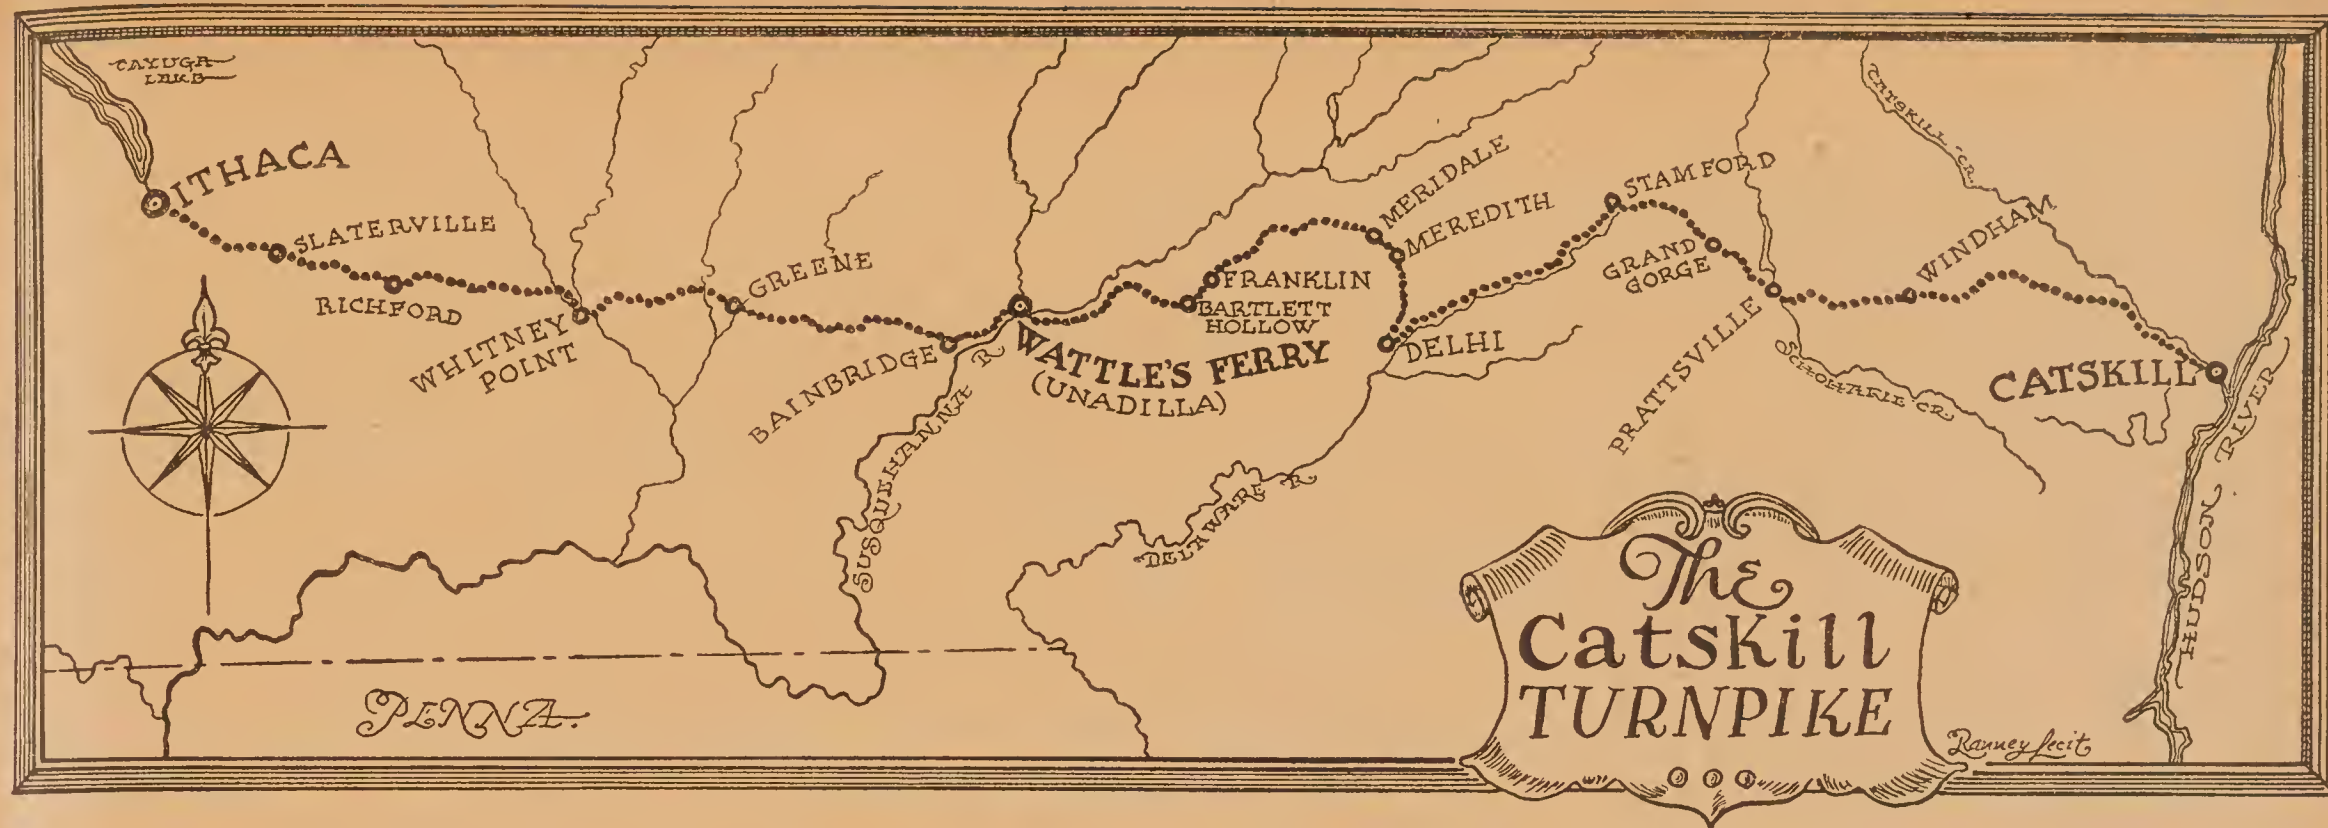 CAYUGA
LAKE
ITHACA
SLATERVILLE
RICHFORD
WHITNEY
POINT
GREENE
BAINBRIDGE
SUSQUEHANNA R
WATTLE'S FERRY
(UNADILLA)
FRANKLIN
BARTLETT
HOLLOW
MERIDALE
MEREDITH
DELHI
DELAWARE R.
STAMFORD
GRAND
GORGE
PRATTSVILLE
SCHOHARIE CR.
WINDHAM
CATSKILL CR.
CATSKILL
HUDSON RIVER
PENNA.
The
Catskill
TURNPIKE
Ranney fecit